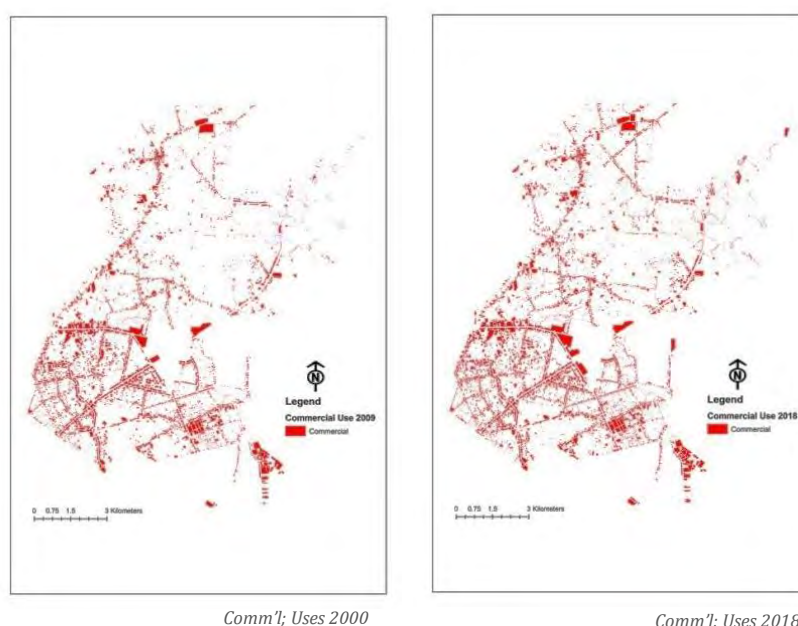 N
Legend
Commercial Use 2009
Commercial
0 0.75 1.5 3 Kilometers
Comm'l; Uses 2000
N
Legend
Commercial Use 2018
Commercial
0 0.75 1.5 3 Kilometers
Comm'l; Uses 2018